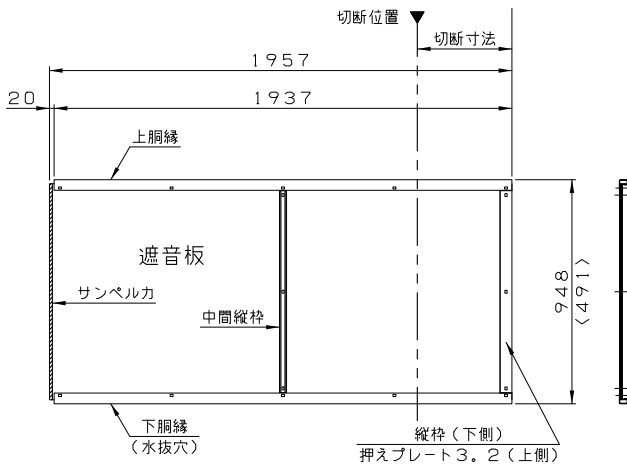 切断位置
切断寸法
1957
20
1937
上胴縁
遮音板
サンペルカ
中間縦枠
948
〈491〉
下胴縁
(水抜穴)
縦枠(下側)
押えプレート3。2(上側)